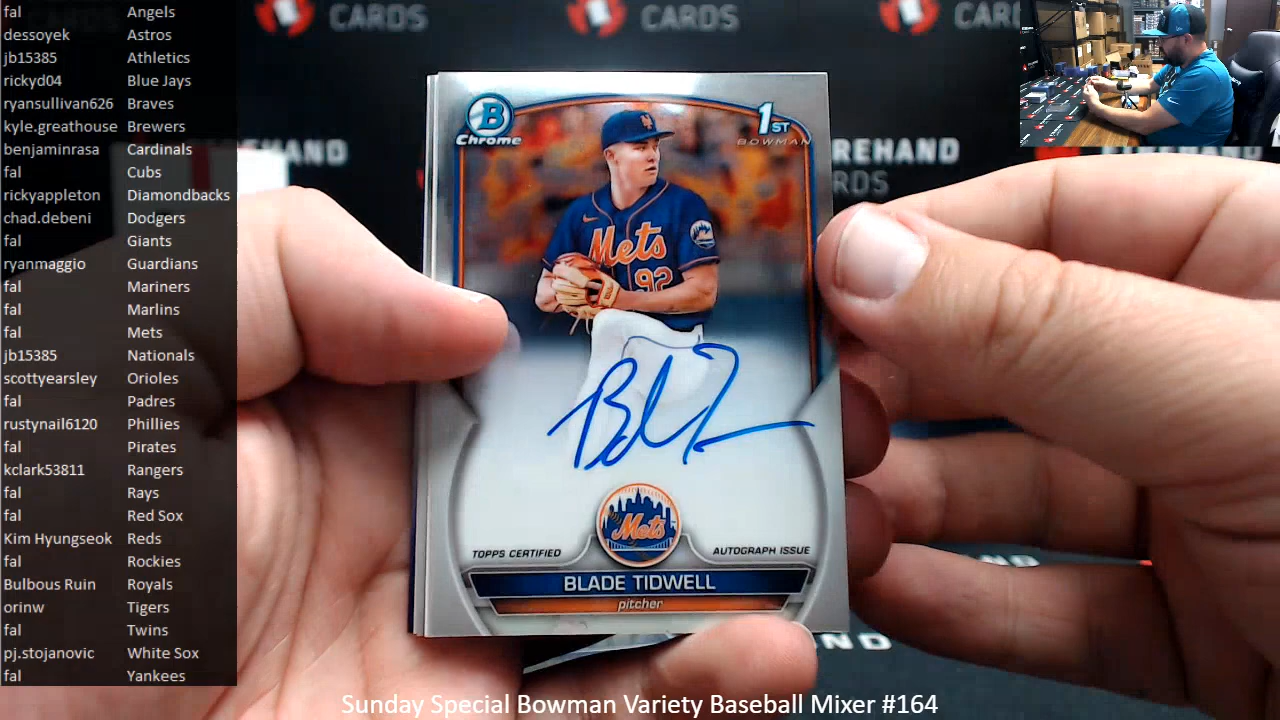 fal Angels
dessoyek Astros
jb15385 Athletics
rickyd04 Blue Jays
ryansullivan626 Braves
kyle.greathouse Brewers
benjaminrasa Cardinals
fal Cubs
rickyappleton Diamondbacks
chad.debeni Dodgers
fal Giants
ryanmaggio Guardians
fal Mariners
fal Marlins
fal Mets
jb15385 Nationals
scottyearsley Orioles
fal Padres
rustynail6120 Phillies
fal Pirates
kclark53811 Rangers
fal Rays
fal Red Sox
Kim Hyungseok Reds
fal Rockies
Bulbous Ruin Royals
orinw Tigers
fal Twins
pj.stojanovic White Sox
fal Yankees
CARDS
CARDS
CAR
REHAND
RDS
B
Chrome
1ST
BOWMAN
Mets
92
Mets
TOPPS CERTIFIED
AUTOGRAPH ISSUE
BLADE TIDWELL
pitcher
Sunday Special Bowman Variety Baseball Mixer #164